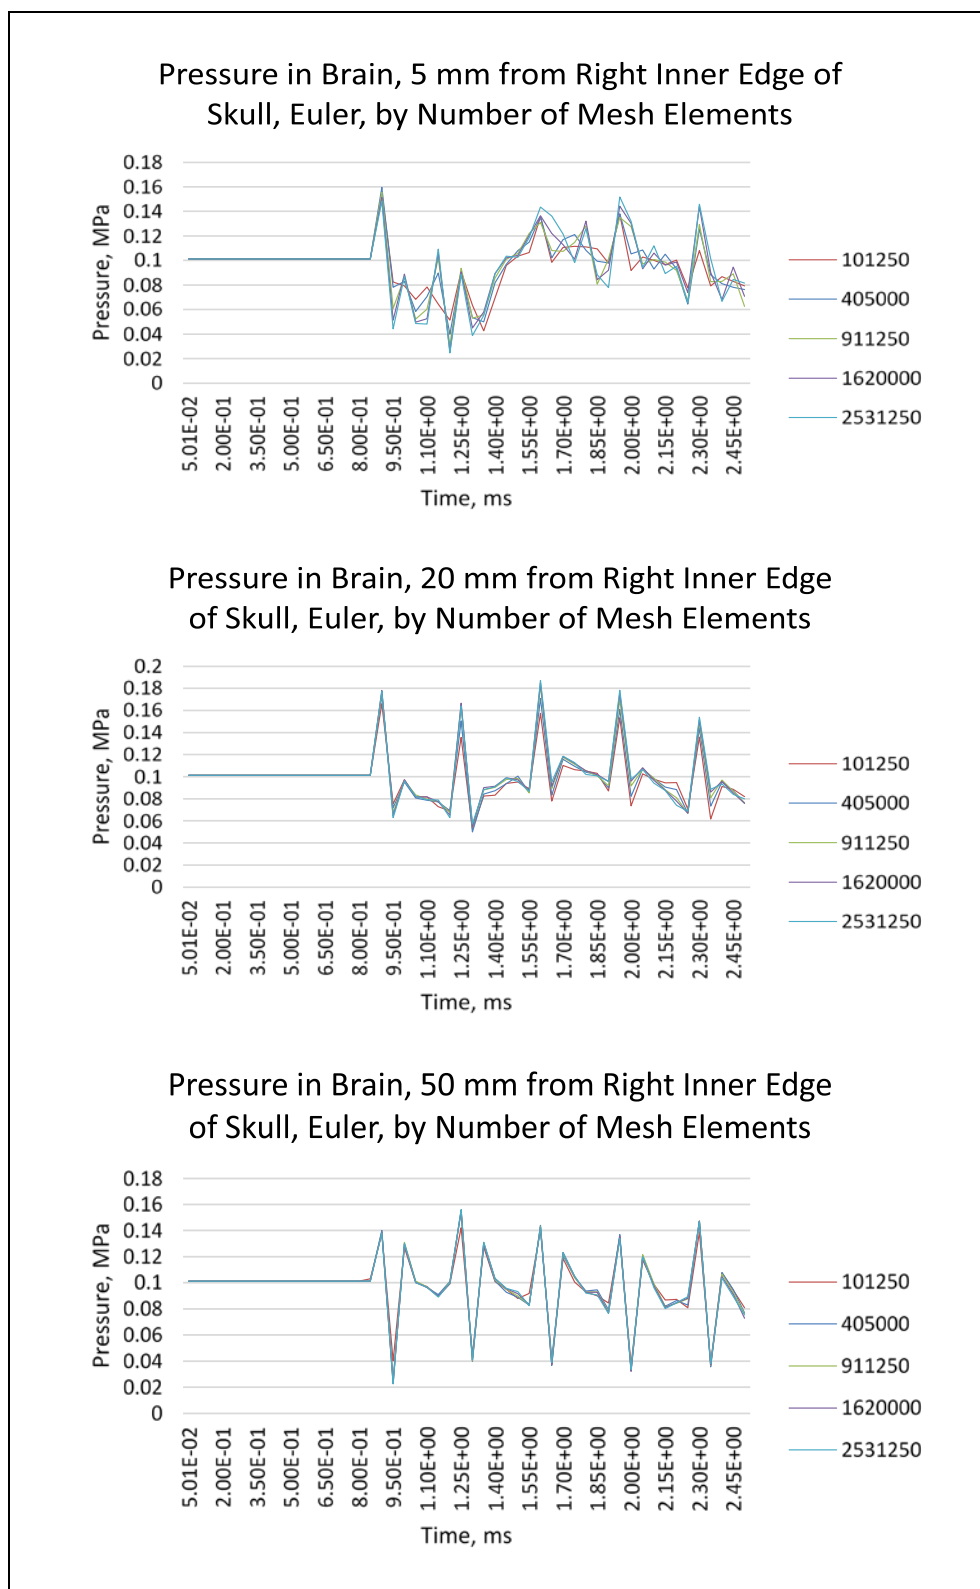 Pressure in Brain, 5 mm from Right Inner Edge of
Skull, Euler, by Number of Mesh Elements
Pressure, MPa
0.18
0.16
0.14
0.12
0.1
0.08
0.06
0.04
0.02
0
5.01E-02
2.00E-01
3.50E-01
5.00E-01
6.50E-01
8.00E-01
9.50E-01
1.10E+00
1.25E+00
1.40E+00
1.55E+00
1.70E+00
1.85E+00
2.00E+00
2.15E+00
2.30E+00
2.45E+00
Time, ms
101250
405000
911250
1620000
2531250
Pressure in Brain, 20 mm from Right Inner Edge
of Skull, Euler, by Number of Mesh Elements
Pressure, MPa
0.2
0.18
0.16
0.14
0.12
0.1
0.08
0.06
0.04
0.02
0
5.01E-02
2.00E-01
3.50E-01
5.00E-01
6.50E-01
8.00E-01
9.50E-01
1.10E+00
1.25E+00
1.40E+00
1.55E+00
1.70E+00
1.85E+00
2.00E+00
2.15E+00
2.30E+00
2.45E+00
Time, ms
101250
405000
911250
1620000
2531250
Pressure in Brain, 50 mm from Right Inner Edge
of Skull, Euler, by Number of Mesh Elements
Pressure, MPa
0.18
0.16
0.14
0.12
0.1
0.08
0.06
0.04
0.02
0
5.01E-02
2.00E-01
3.50E-01
5.00E-01
6.50E-01
8.00E-01
9.50E-01
1.10E+00
1.25E+00
1.40E+00
1.55E+00
1.70E+00
1.85E+00
2.00E+00
2.15E+00
2.30E+00
2.45E+00
Time, ms
101250
405000
911250
1620000
2531250